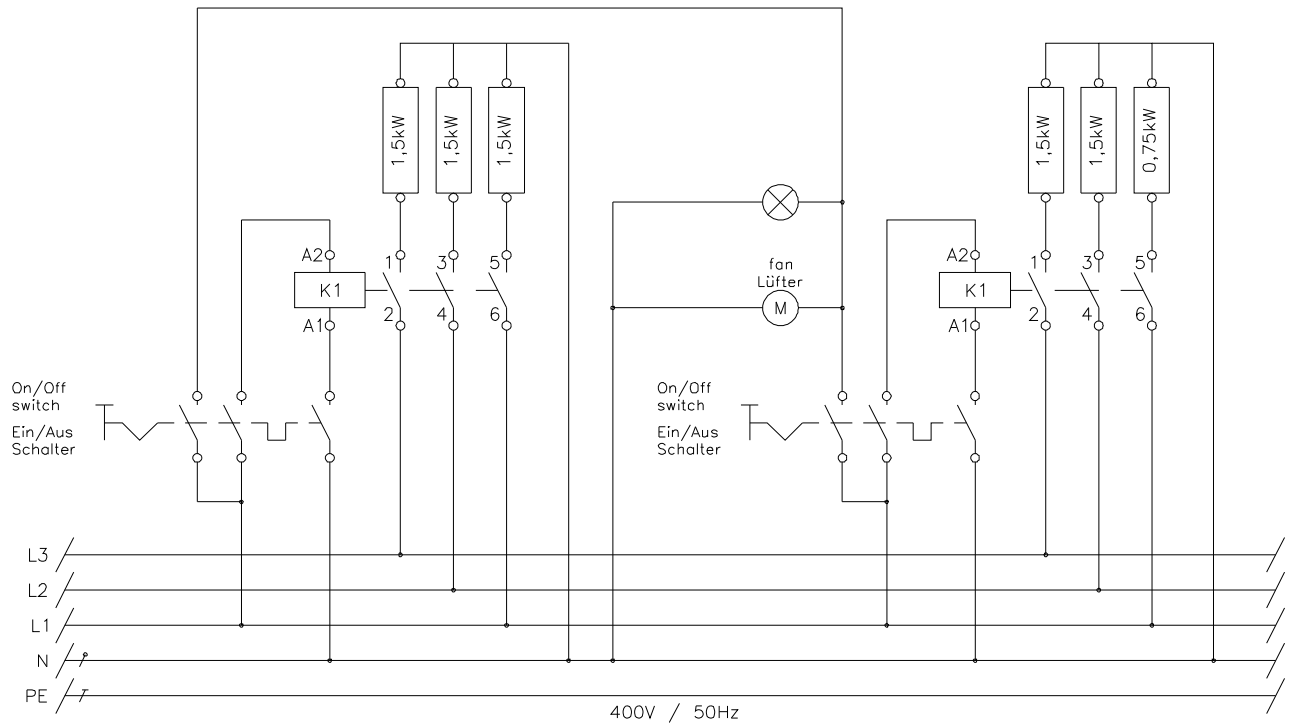 1,5kW
1,5kW
1,5kW
1,5kW
1,5kW
0,75kW
A2
1
3
5
fan
Lüfter
A2
1
3
5
K1
M
K1
A1
2
4
6
A1
2
4
6
On/Off
switch
Ein/Aus
Schalter
On/Off
switch
Ein/Aus
Schalter
L3
L2
L1
N
PE
400V / 50Hz